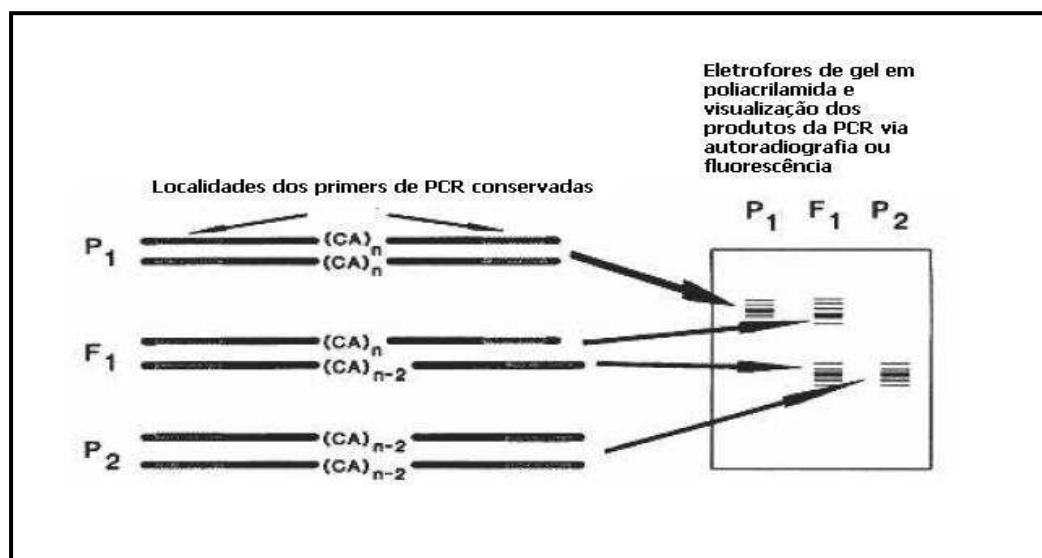 Eletrofores de gel em
poliacrilamida e
visualização dos
produtos da PCR via
autoradiografia ou
fluorescência
Localidades dos primers de PCR conservadas
P1 F1 P2
P1
(CA)n
(CA)n
F1
(CA)n
(CA)n-2
P2
(CA)n-2
(CA)n-2